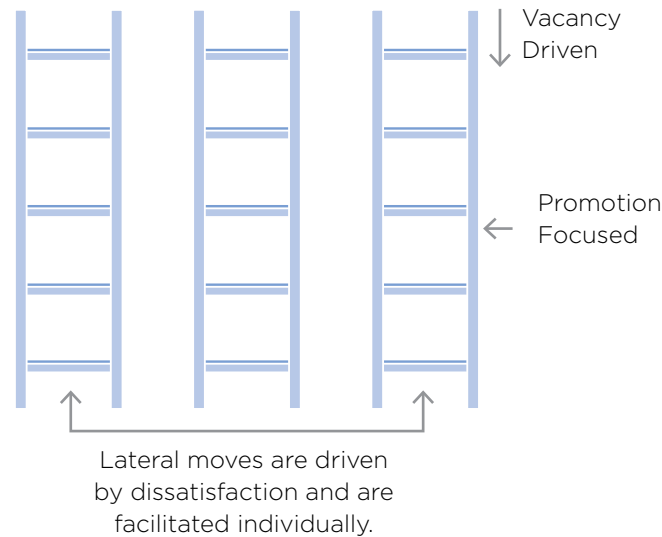 Vacancy
Driven
Promotion
Focused
Lateral moves are driven
by dissatisfaction and are
facilitated individually.